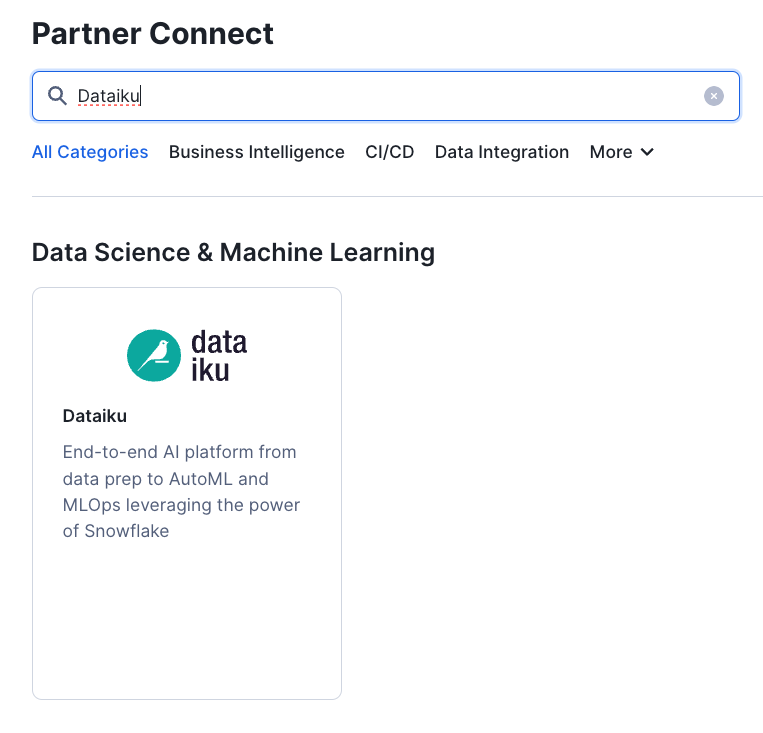 Partner Connect
Dataiku
All Categories Business Intelligence CI/CD Data Integration More
Data Science & Machine Learning
data
iku
Dataiku
End-to-end AI platform from
data prep to AutoML and
MLOps leveraging the power
of Snowflake